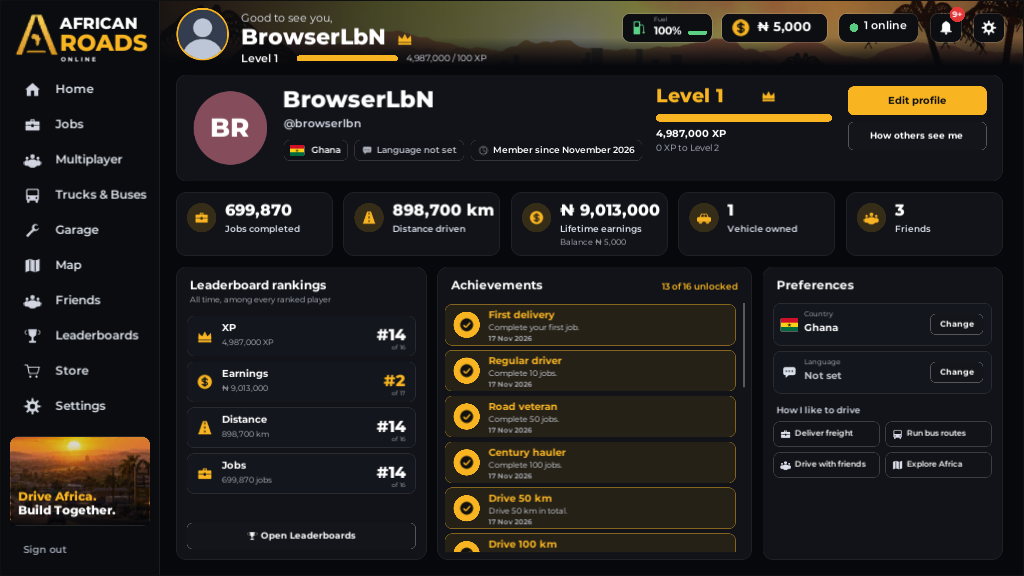 AFRICAN
ROADS
ONLINE
Home
Jobs
Multiplayer
Trucks & Buses
Garage
Map
Friends
Leaderboards
Store
Settings
Drive Africa.
Build Together.
Sign out
Good to see you,
BrowserLbN
Level 1
4,987,000 / 100 XP
Fuel
100%
₦ 5,000
1 online
9+
BR
BrowserLbN
@browserlbn
Ghana
Language not set
Member since November 2026
Level 1
4,987,000 XP
0 XP to Level 2
Edit profile
How others see me
699,870
Jobs completed
898,700 km
Distance driven
₦ 9,013,000
Lifetime earnings
Balance ₦ 5,000
1
Vehicle owned
3
Friends
Leaderboard rankings
All time, among every ranked player
XP
4,987,000 XP
#14
of 16
Earnings
₦ 9,013,000
#2
of 17
Distance
898,700 km
#14
of 16
Jobs
699,870 jobs
#14
of 16
Open Leaderboards
Achievements
13 of 16 unlocked
First delivery
Complete your first job.
17 Nov 2026
Regular driver
Complete 10 jobs.
17 Nov 2026
Road veteran
Complete 50 jobs.
17 Nov 2026
Century hauler
Complete 100 jobs.
17 Nov 2026
Drive 50 km
Drive 50 km in total.
17 Nov 2026
Drive 100 km
Preferences
Country
Ghana
Change
Language
Not set
Change
How I like to drive
Deliver freight
Run bus routes
Drive with friends
Explore Africa